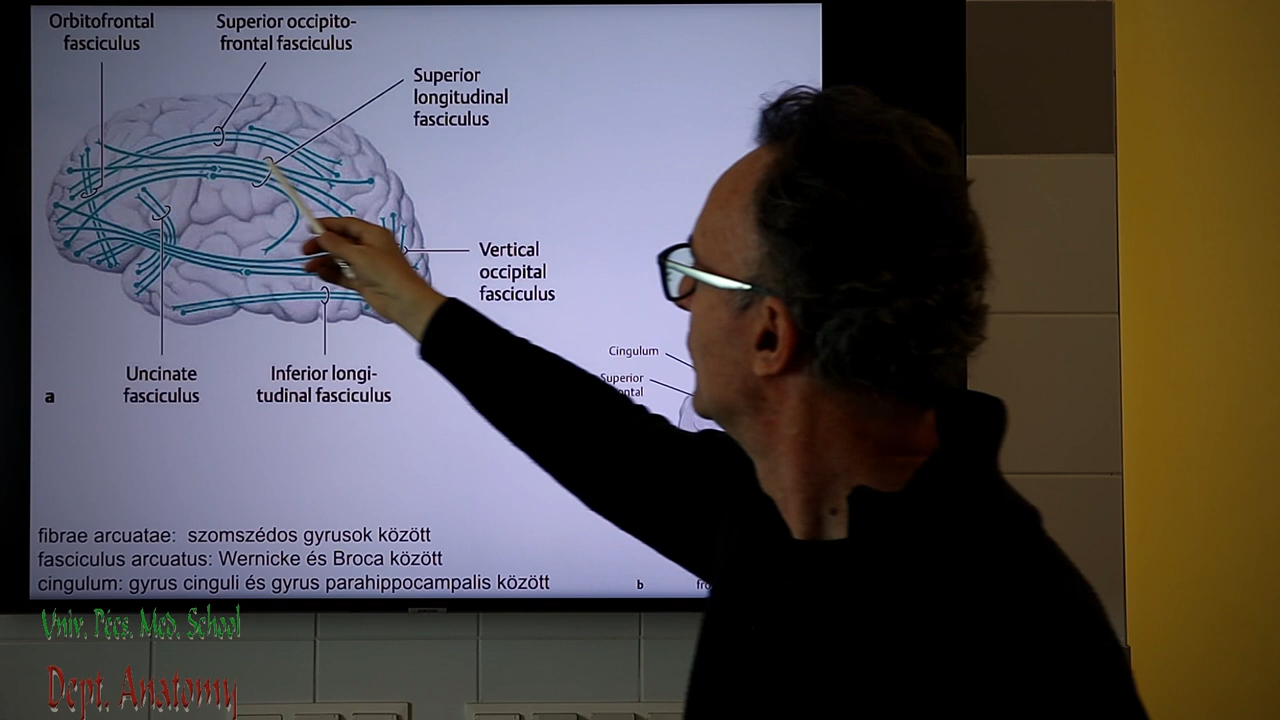 Orbitofrontal
fasciculus
Superior occipito-
frontal fasciculus
Superior
longitudinal
fasciculus
Vertical
occipital
fasciculus
Uncinate
fasciculus
Inferior longi-
tudinal fasciculus
a
Cingulum
Superior
b
fibrae arcuatae: szomszédos gyrusok között
fasciculus arcuatus: Wernicke és Broca között
cingulum: gyrus cinguli és gyrus parahippocampalis között
Univ. Pécs. Med. School
Dept. Anatomy